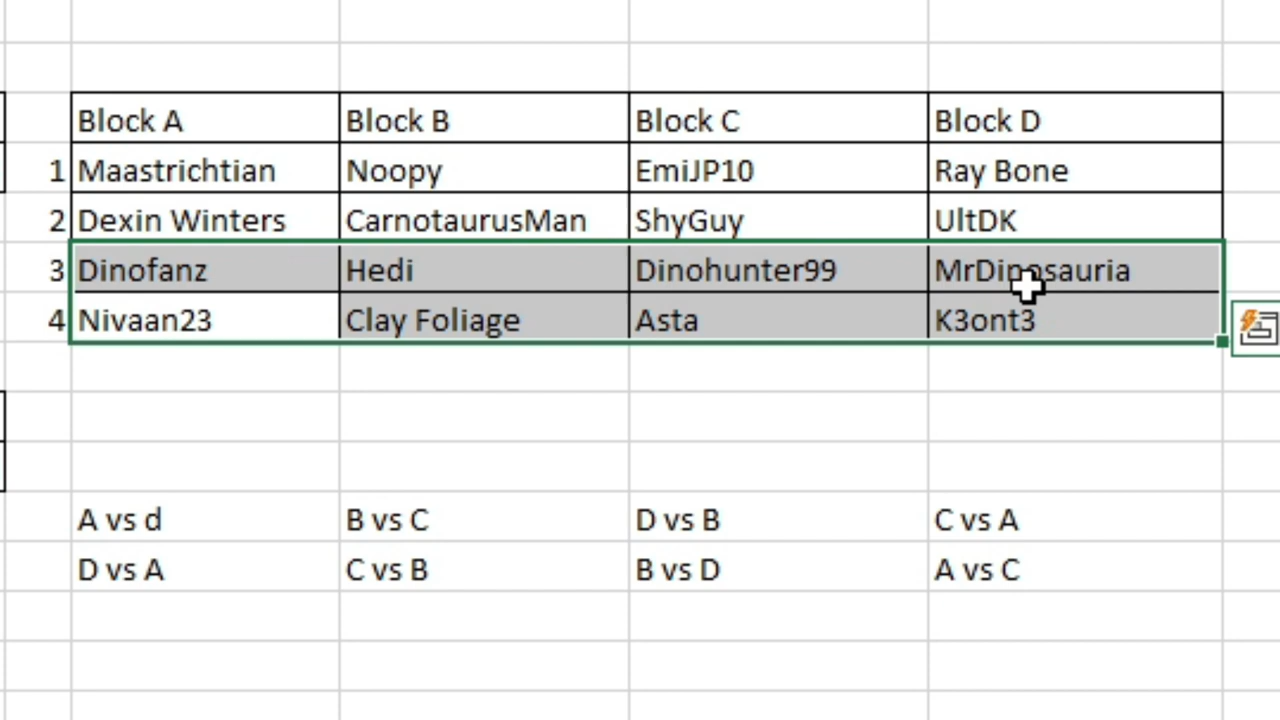 Block A Block B Block C Block D
1 Maastrichtian Noopy EmiJP10 Ray Bone
2 Dexin Winters CarnotaurusMan ShyGuy UltDK
3 Dinofanz Hedi Dinohunter99 MrDinosauria
4 Nivaan23 Clay Foliage Asta K3ont3
A vs d B vs C D vs B C vs A
D vs A C vs B B vs D A vs C